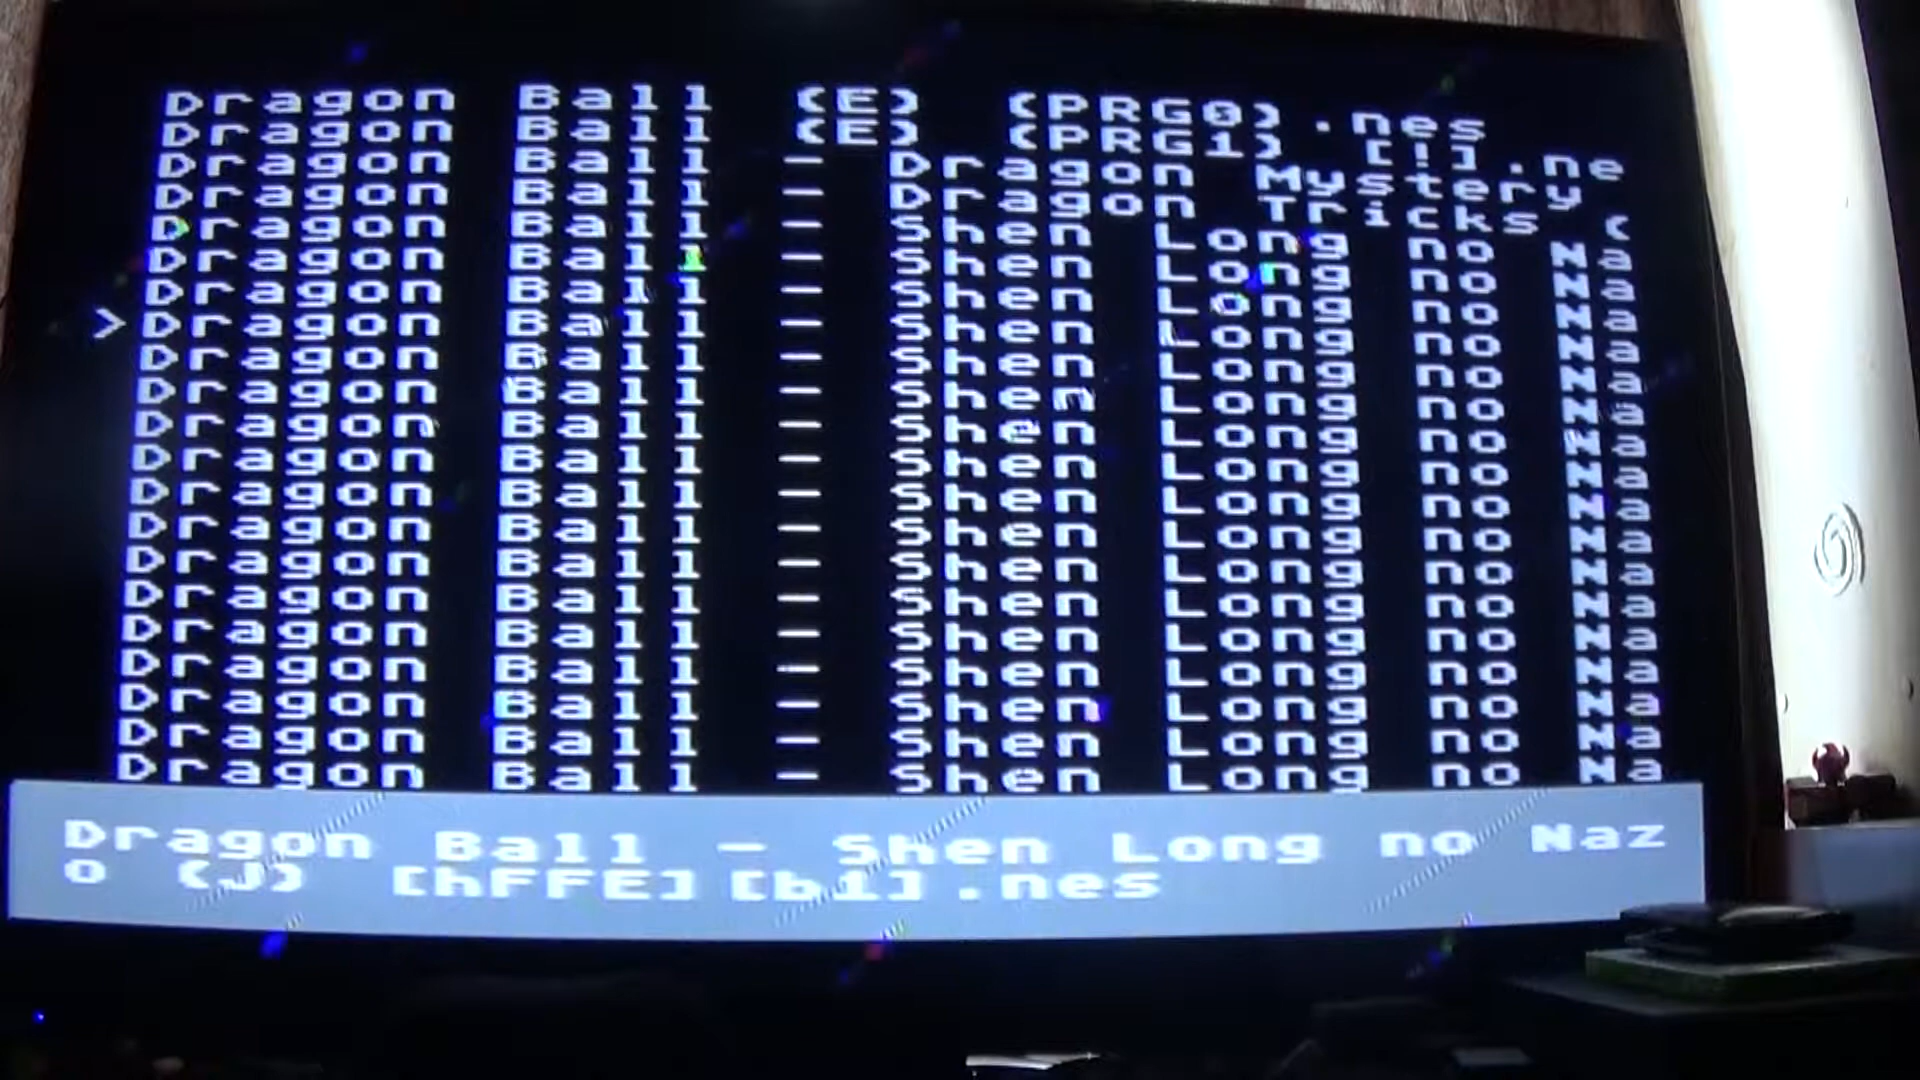 Dragon Ball (E) (PRG0).nes
Dragon Ball (E) (PRG1) [!].ne
Dragon Ball - Dragon Mystery
Dragon Ball - Dragon Tricks (
Dragon Ball - Shen Long no Na
Dragon Ball - Shen Long no Na
Dragon Ball - Shen Long no Na
>Dragon Ball - Shen Long no Na
Dragon Ball - Shen Long no Na
Dragon Ball - Shen Long no Na
Dragon Ball - Shen Long no Na
Dragon Ball - Shen Long no Na
Dragon Ball - Shen Long no Na
Dragon Ball - Shen Long no Na
Dragon Ball - Shen Long no Na
Dragon Ball - Shen Long no Na
Dragon Ball - Shen Long no Na
Dragon Ball - Shen Long no Na
Dragon Ball - Shen Long no Na
Dragon Ball - Shen Long no Na
Dragon Ball - Shen Long no Na
Dragon Ball - Shen Long no Naz
o (J) [hFFE][b1].nes